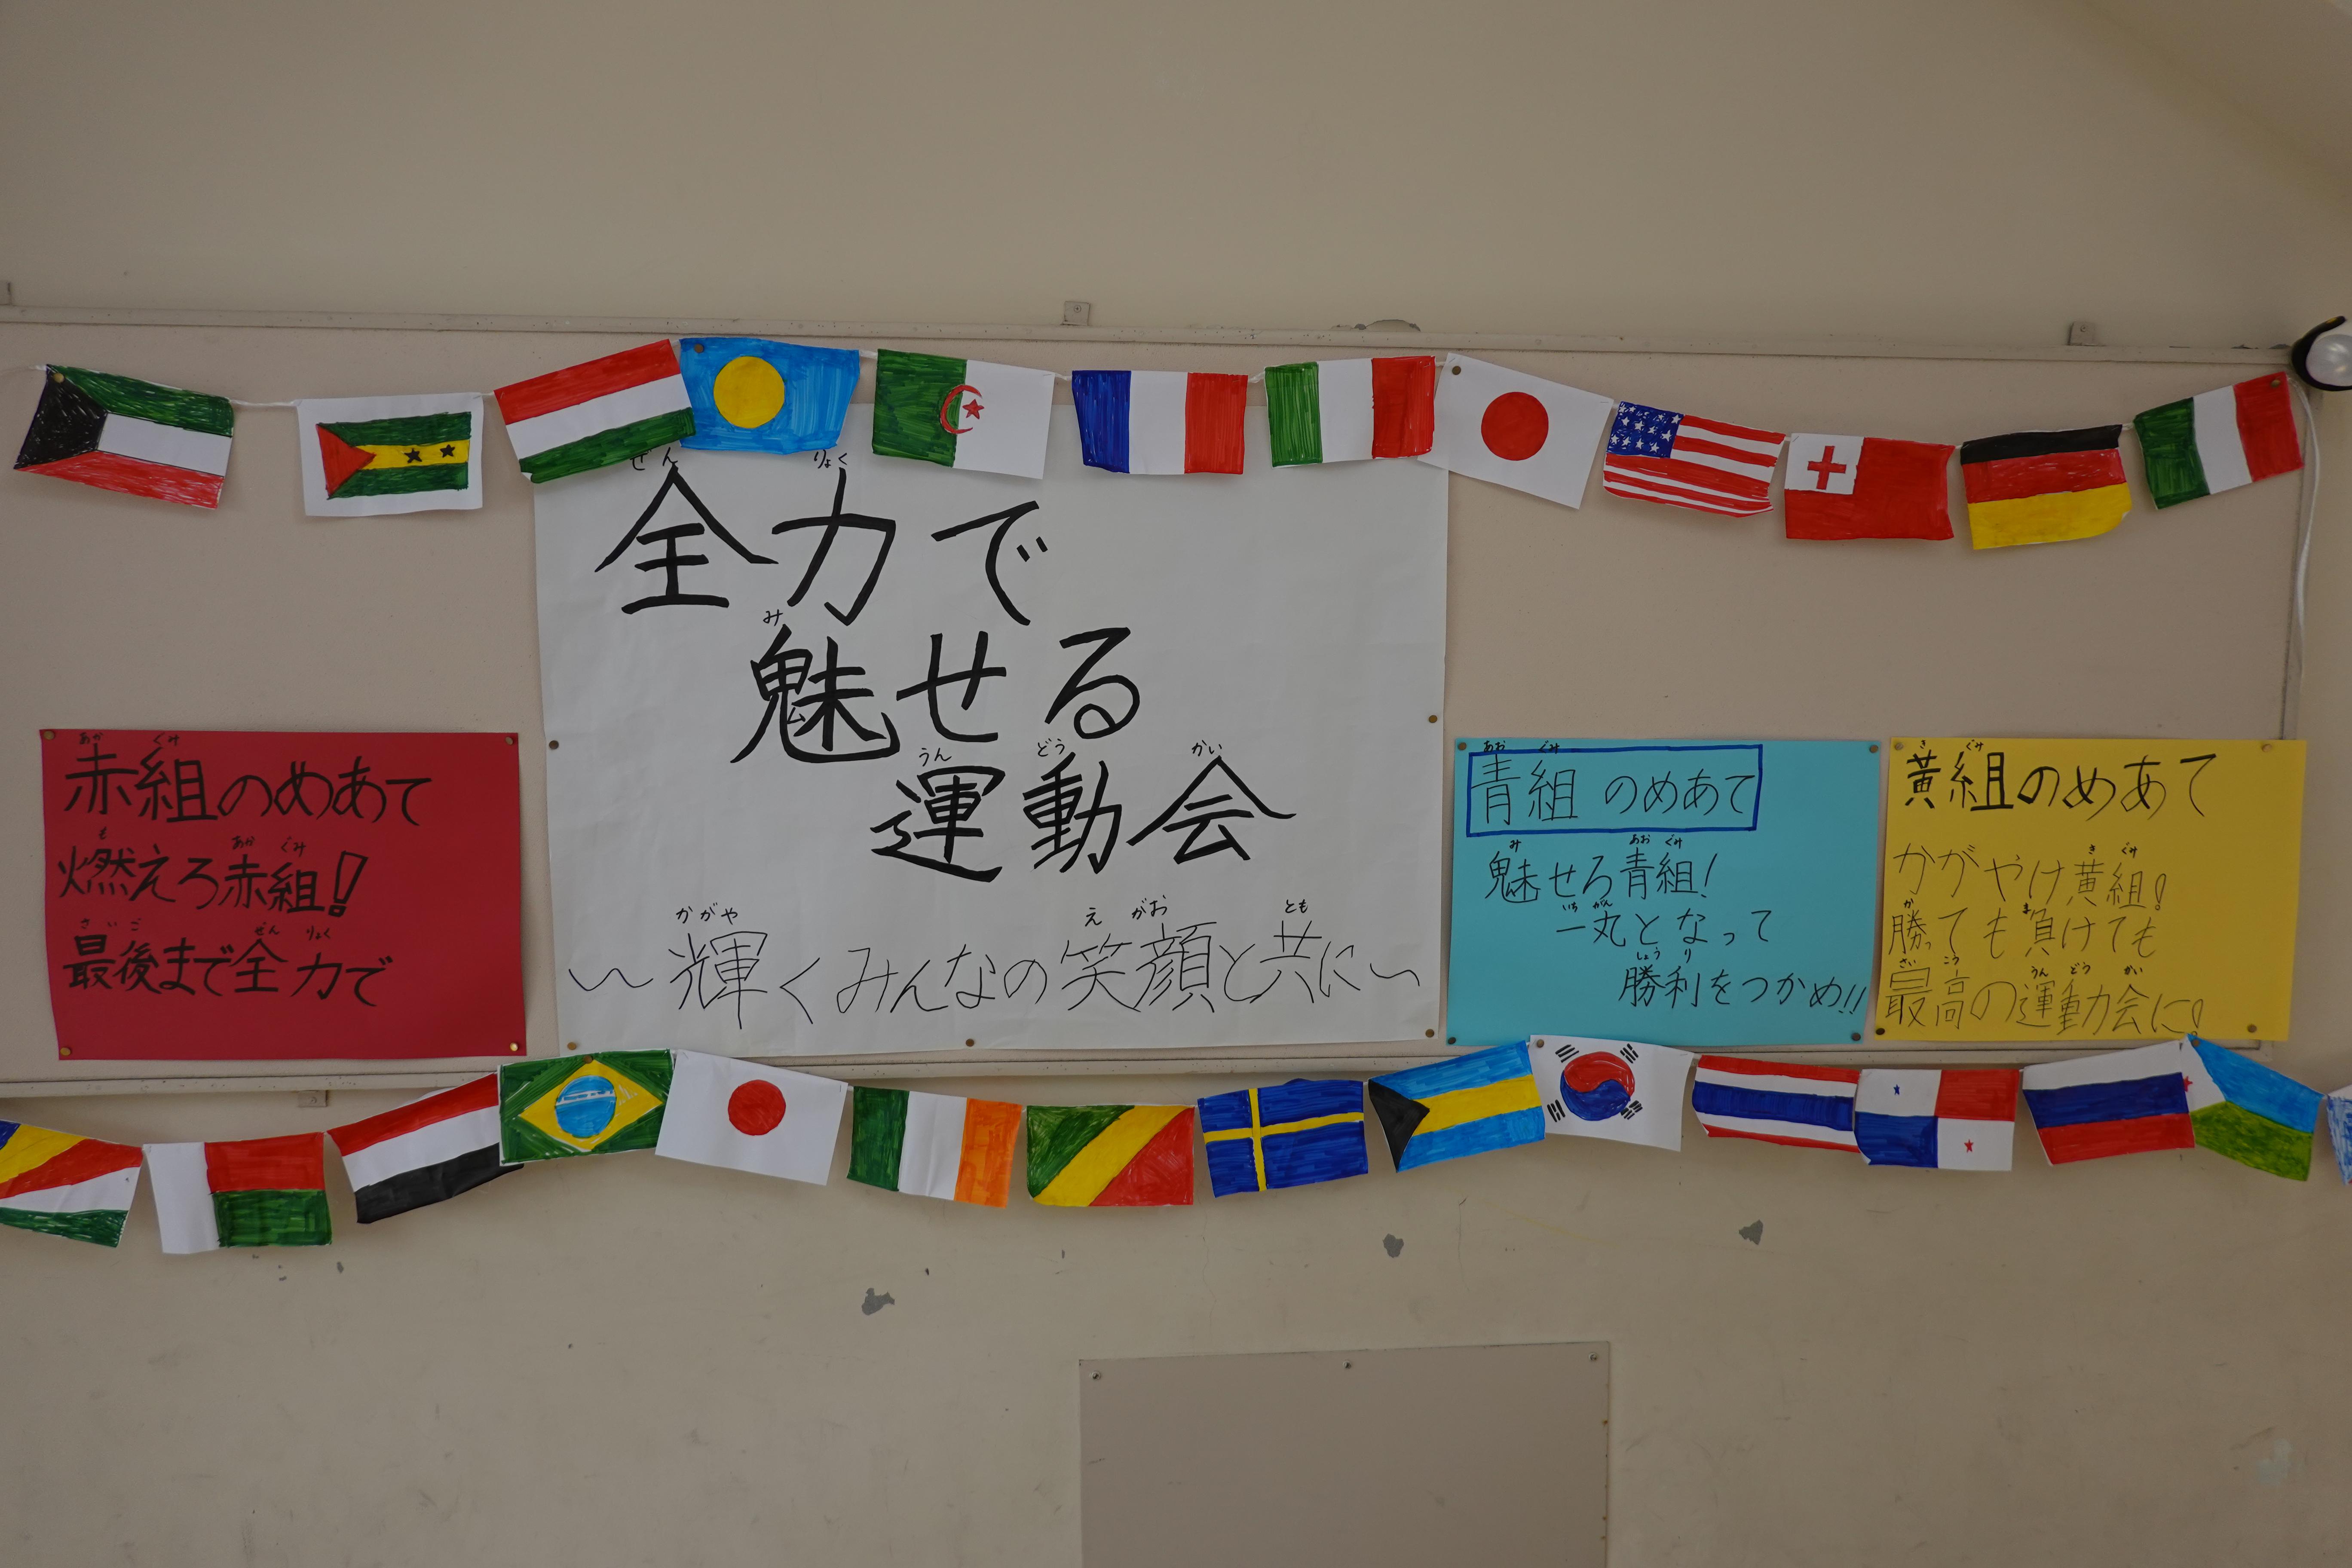 全力で
魅せる
運動会
～輝くみんなの笑顔と共に～
赤組のめあて
燃えろ赤組!
最後まで全力で
青組のめあて
魅せろ青組!
一丸となって
勝利をつかめ!!
黄組のめあて
かがやけ黄組!
勝っても負けても
最高の運動会に!